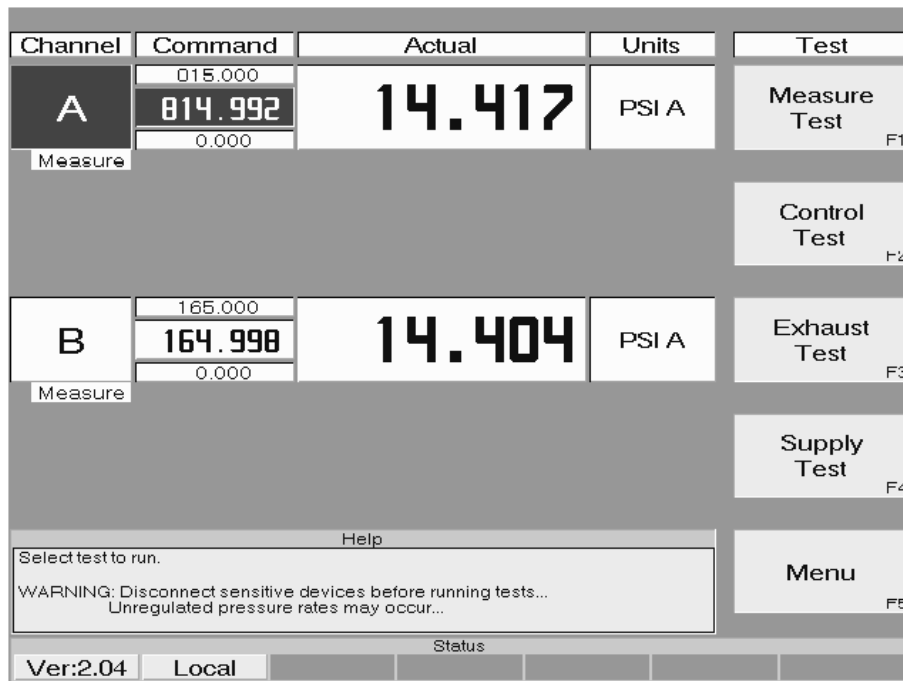 Channel Command Actual Units Test
015.000
A 814.992 14.417 PSI A
0.000
Measure
Measure
Test
F1
Control
Test
F2
165.000
B 164.998 14.404 PSI A
0.000
Measure
Exhaust
Test
F3
Supply
Test
F4
Help
Select test to run.
WARNING: Disconnect sensitive devices before running tests...
Unregulated pressure rates may occur...
Menu
F5
Status
Ver:2.04 Local